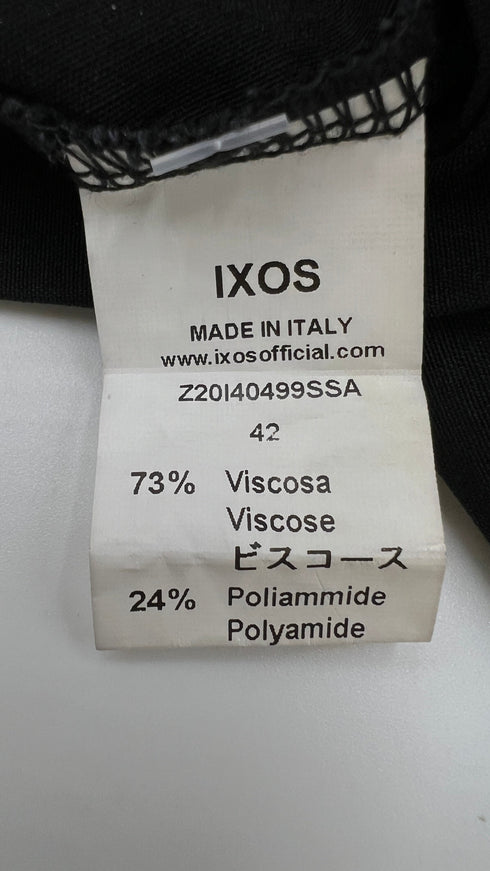 IXOS
MADE IN ITALY
www.ixosofficial.com
Z20I40499SSA
42
73% Viscosa
Viscose
ビスコース
24% Poliammide
Polyamide